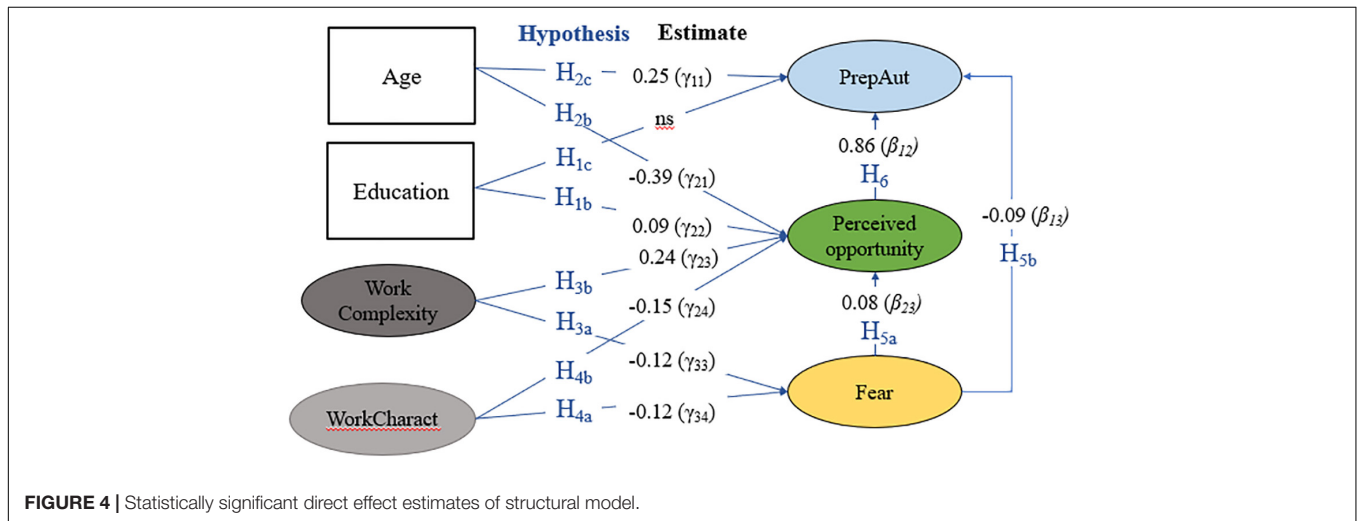 Hypothesis Estimate
Age
H2c 0.25 (γ11)
PrepAut
H2b
ns
0.86 (β12)
H1c
Education
-0.39 (γ21)
H6
H1b
0.09 (γ22)
Perceived
opportunity
-0.09 (β13)
H5b
0.24 (γ23)
Work
Complexity
H3b
-0.15 (γ24)
0.08 (β23)
H3a
H5a
-0.12 (γ33)
H4b
Fear
WorkCharact
H4a
-0.12 (γ34)
FIGURE 4 | Statistically significant direct effect estimates of structural model.